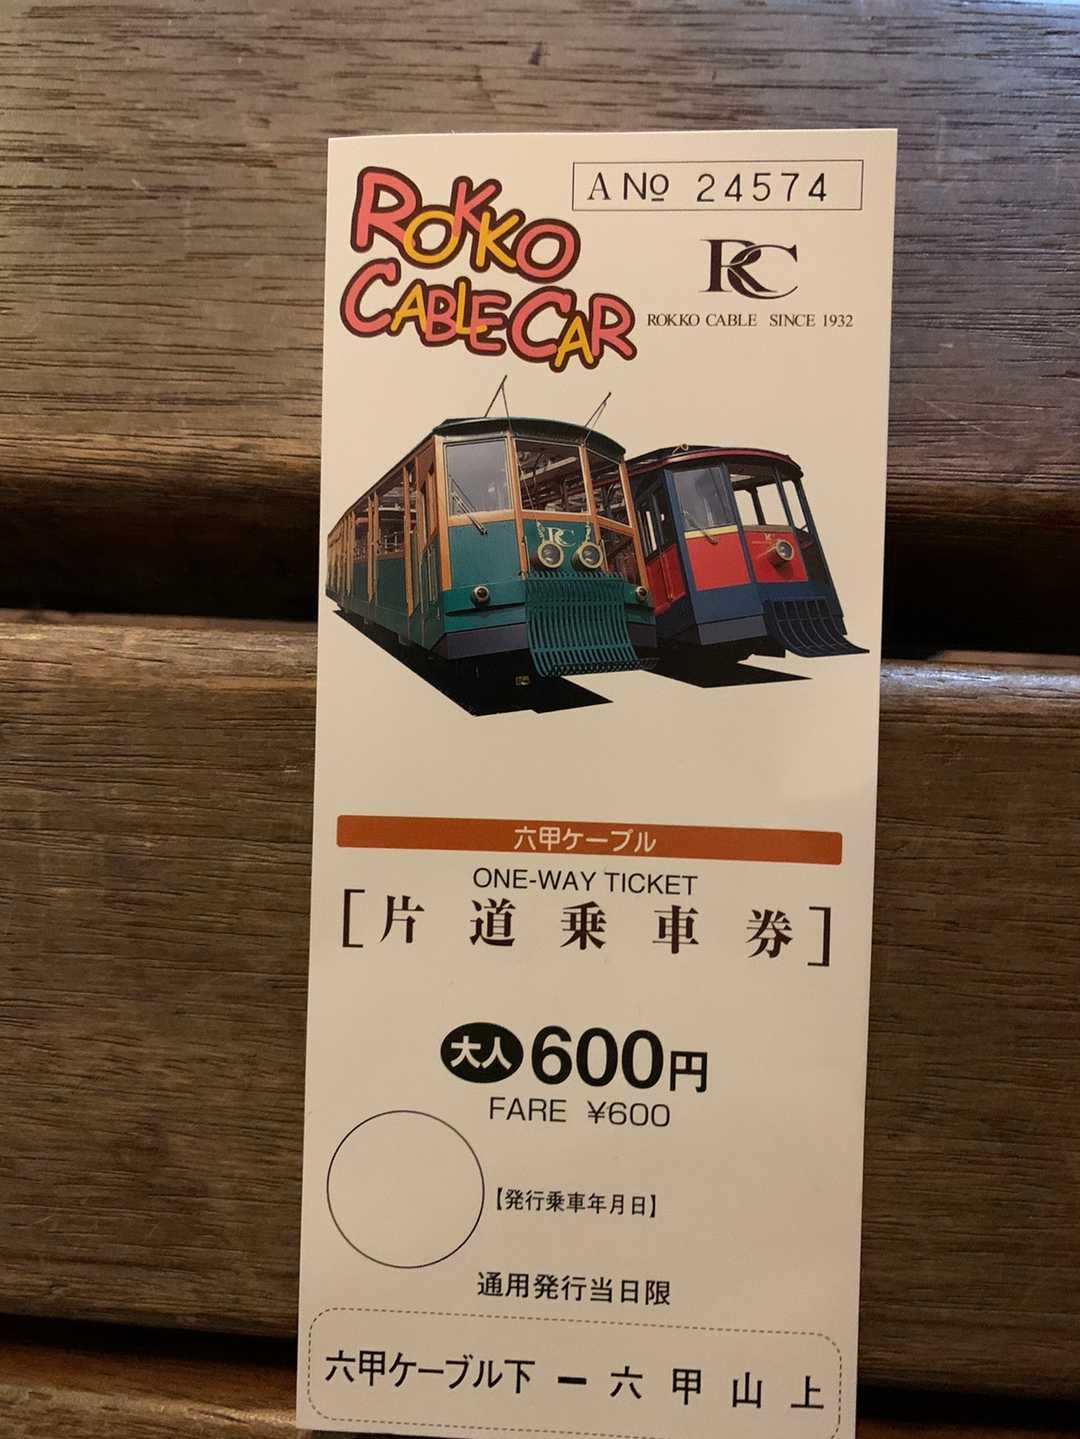 A No 24574
ROKKO
CABLE CAR
RC
ROKKO CABLE SINCE 1932
RC
六甲ケーブル
ONE-WAY TICKET
[片道乗車券]
大人 600円
FARE ¥600
【発行乗車年月日】
通用発行当日限
六甲ケーブル下 ー 六甲山上